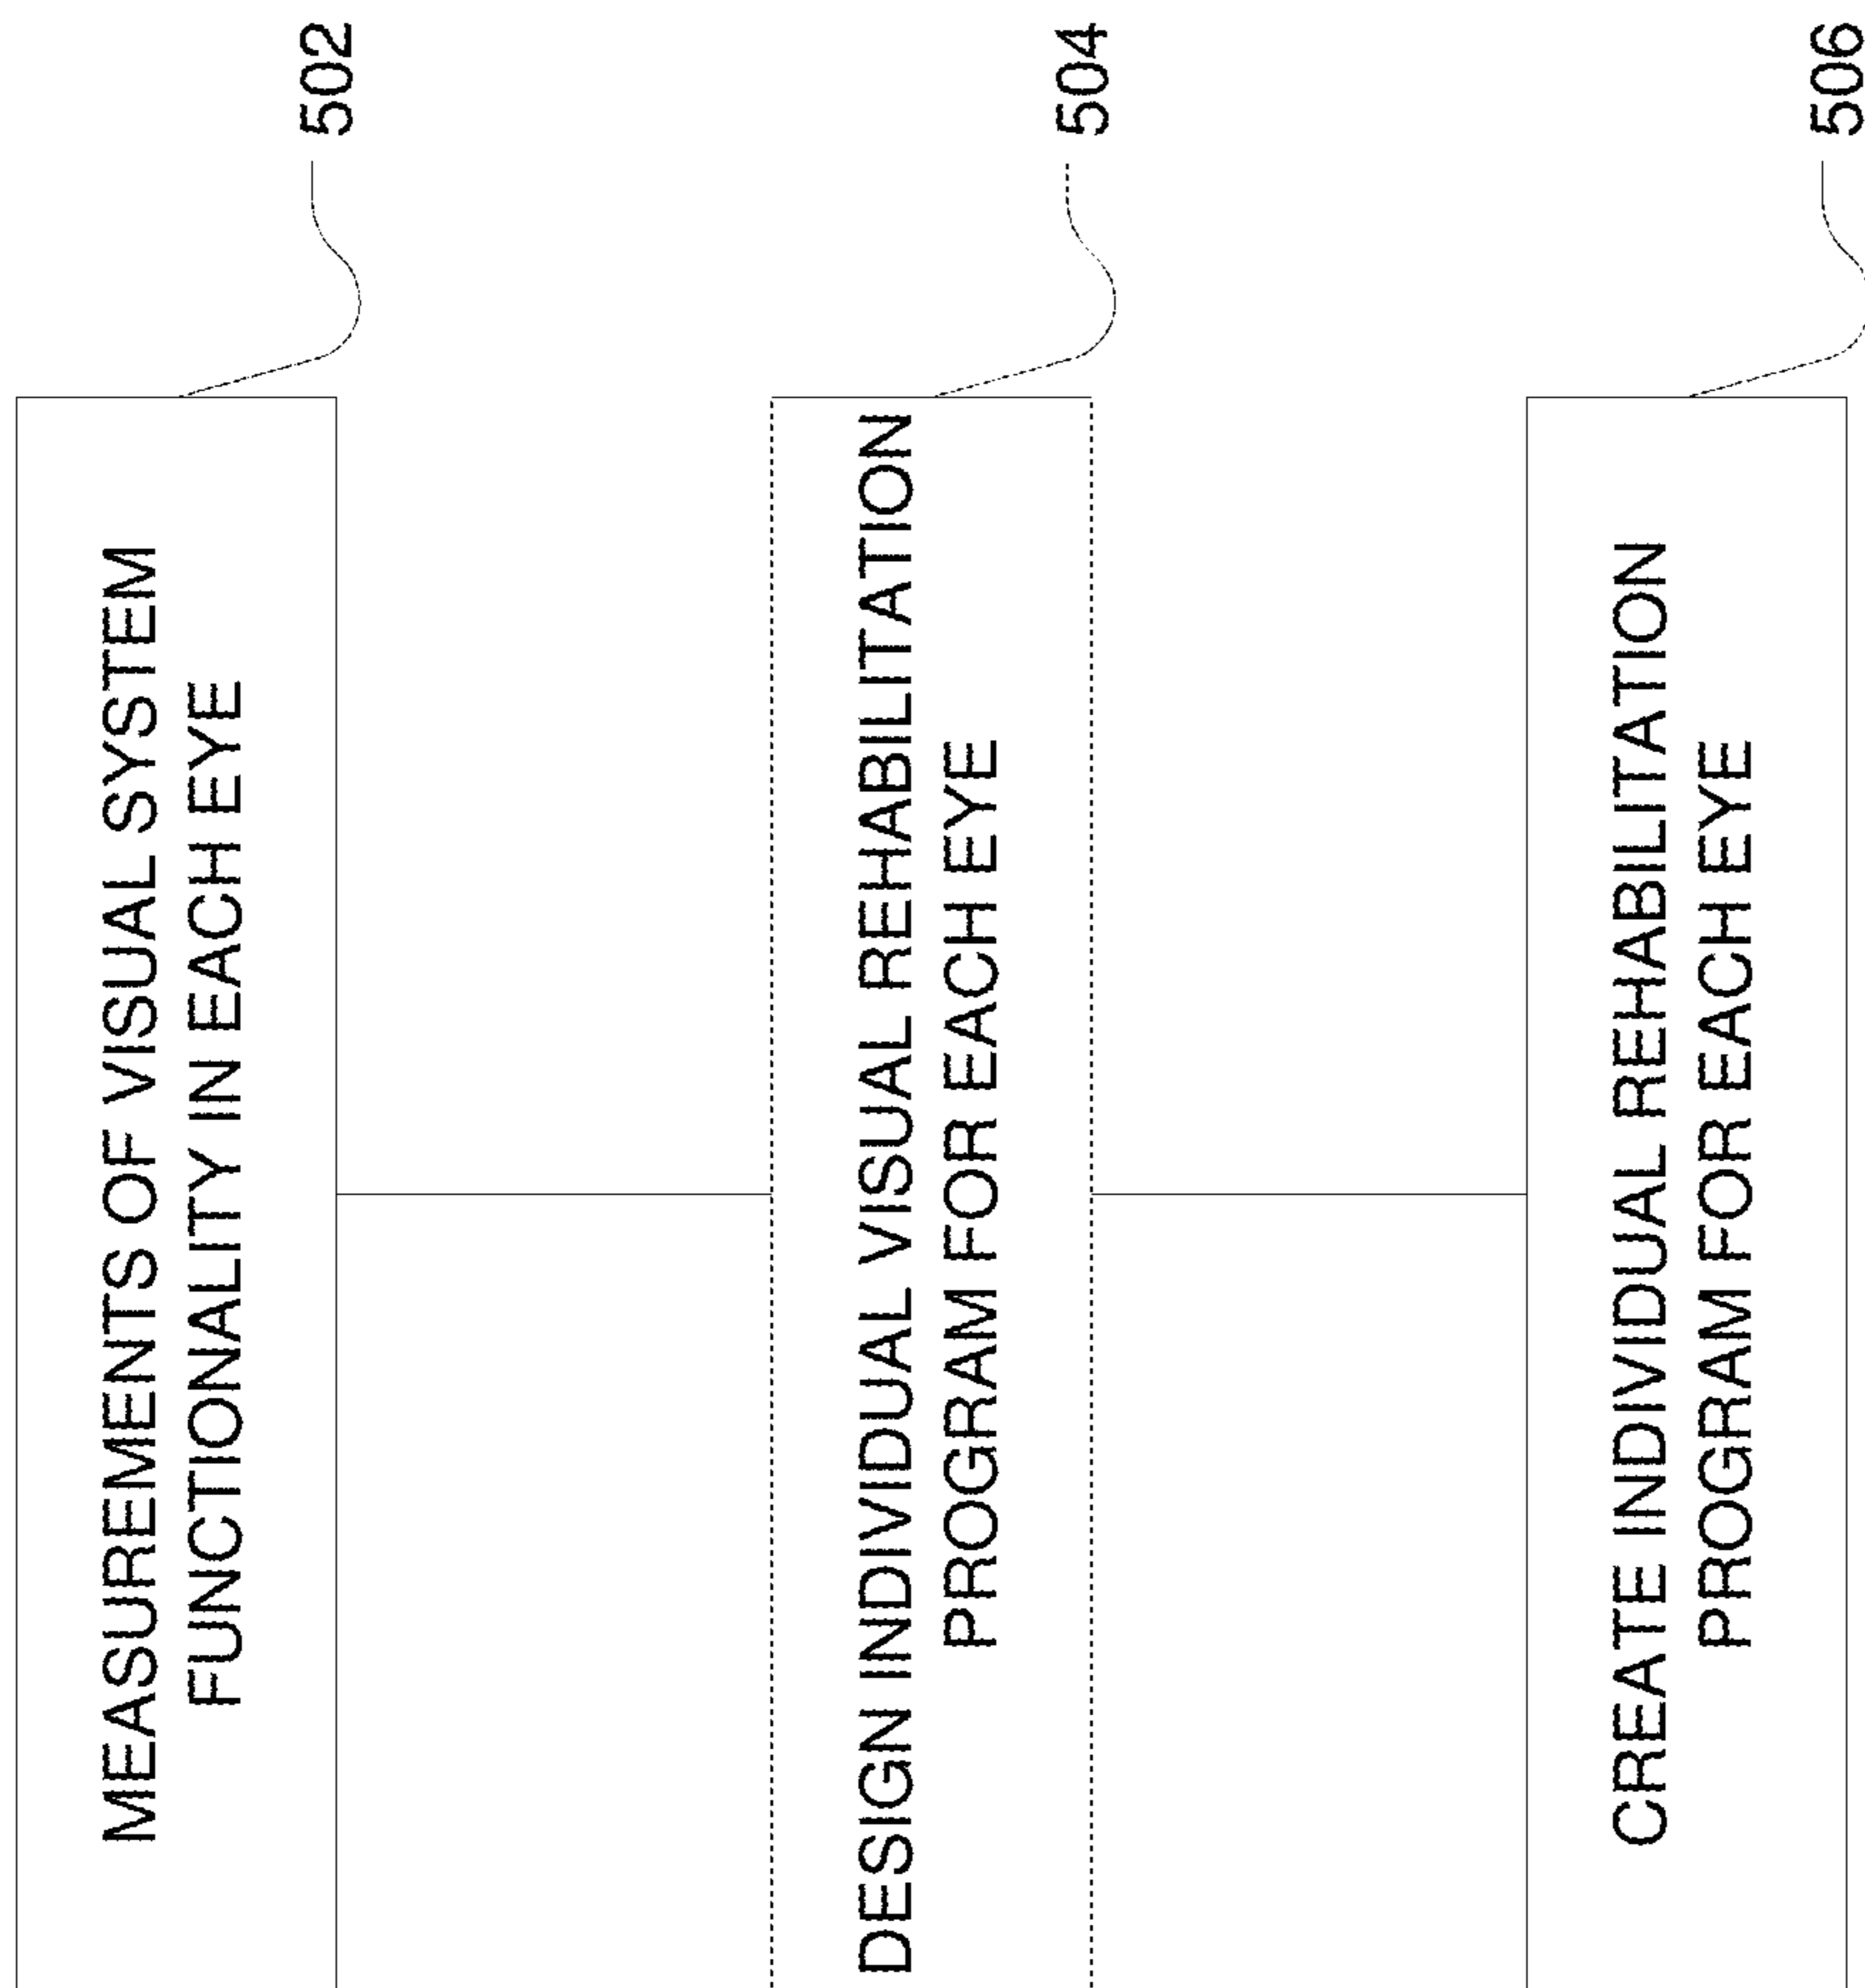 MEASUREMENTS OF VISUAL SYSTEM
FUNCTIONALITY IN EACH EYE
502
DESIGN INDIVIDUAL VISUAL REHABILITATION
PROGRAM FOR EACH EYE
504
CREATE INDIVIDUAL REHABILITATION
PROGRAM FOR EACH EYE
506